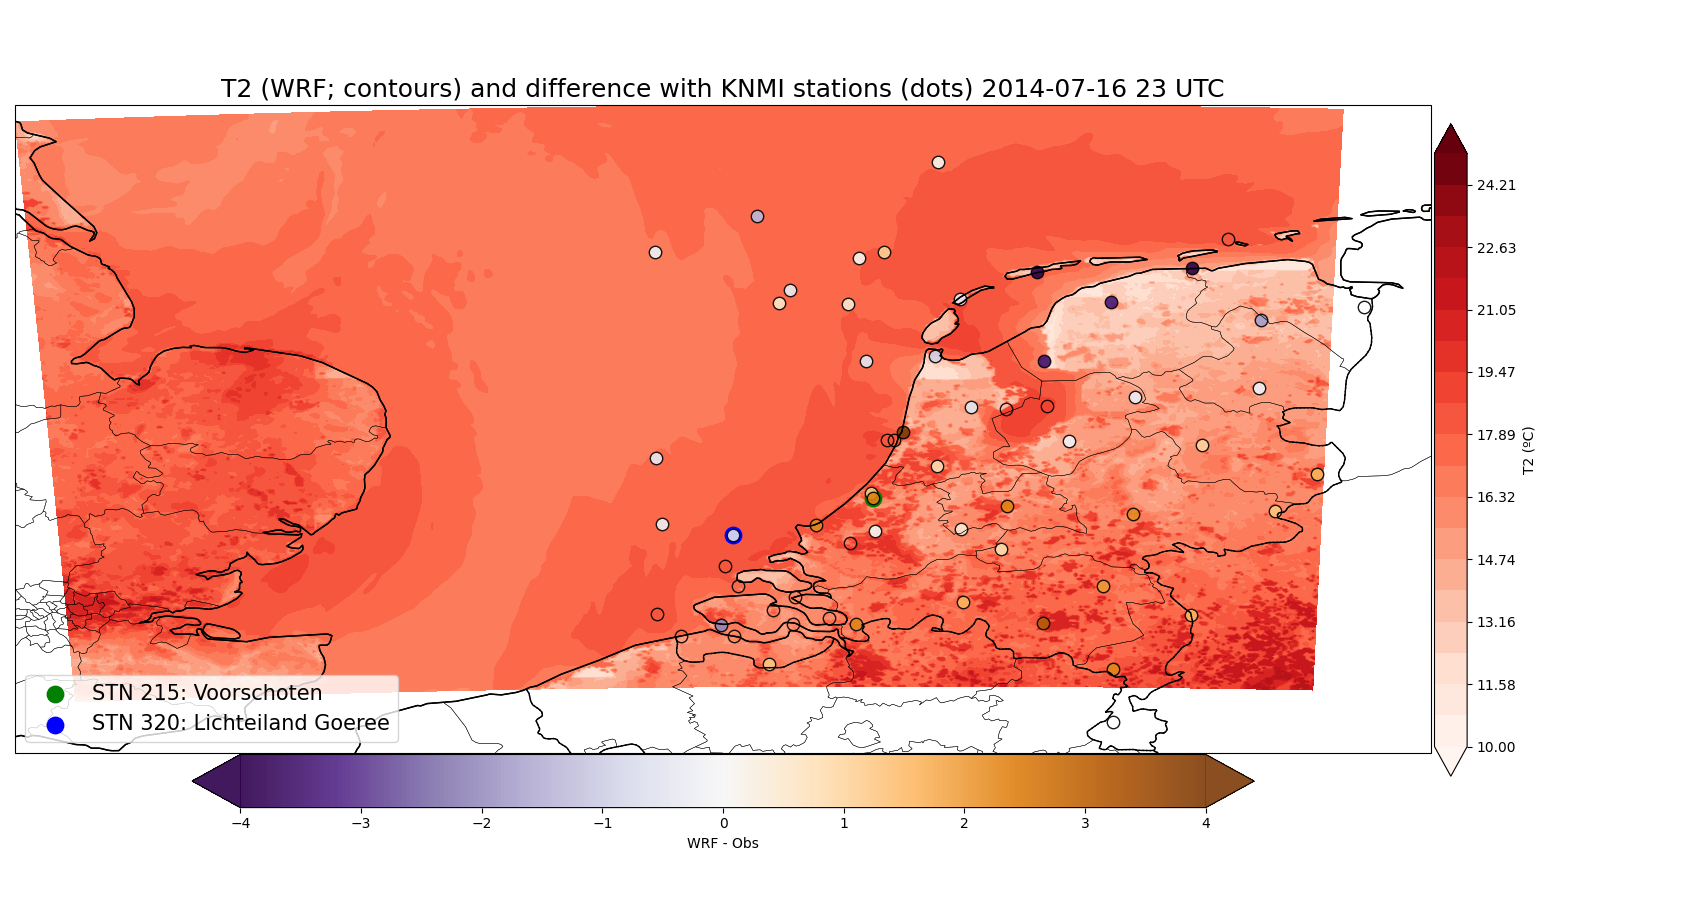 T2 (WRF; contours) and difference with KNMI stations (dots) 2014-07-16 23 UTC
24.21
22.63
21.05
19.47
17.89
16.32
14.74
13.16
11.58
10.00
T2 (ºC)
STN 215: Voorschoten
STN 320: Lichteiland Goeree
−4 −3 −2 −1 0 1 2 3 4
WRF - Obs